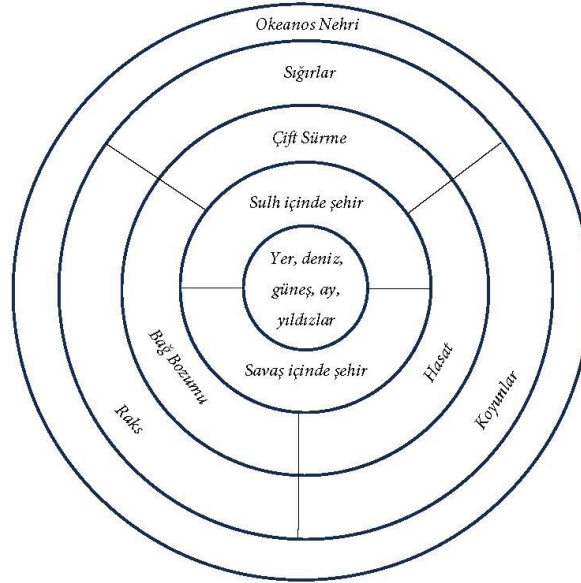 Okeanos Nehri
Sığırlar
Çift Sürme
Sulh içinde şehir
Yer, deniz,
güneş, ay,
yıldızlar
Savaş içinde şehir
Bağ Bozumu
Hasat
Raks
Koyunlar